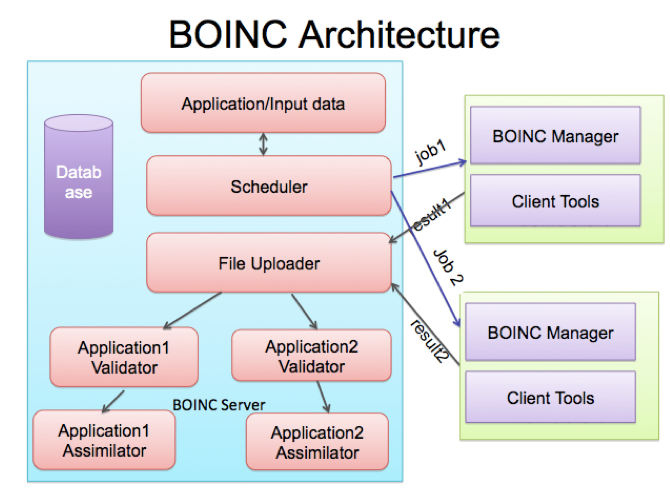 BOINC Architecture
Application/Input data
Datab
ase
Scheduler
File Uploader
Application1
Validator
Application2
Validator
BOINC Server
Application1
Assimilator
Application2
Assimilator
job1
esult1
Job 2
result2
BOINC Manager
Client Tools
BOINC Manager
Client Tools